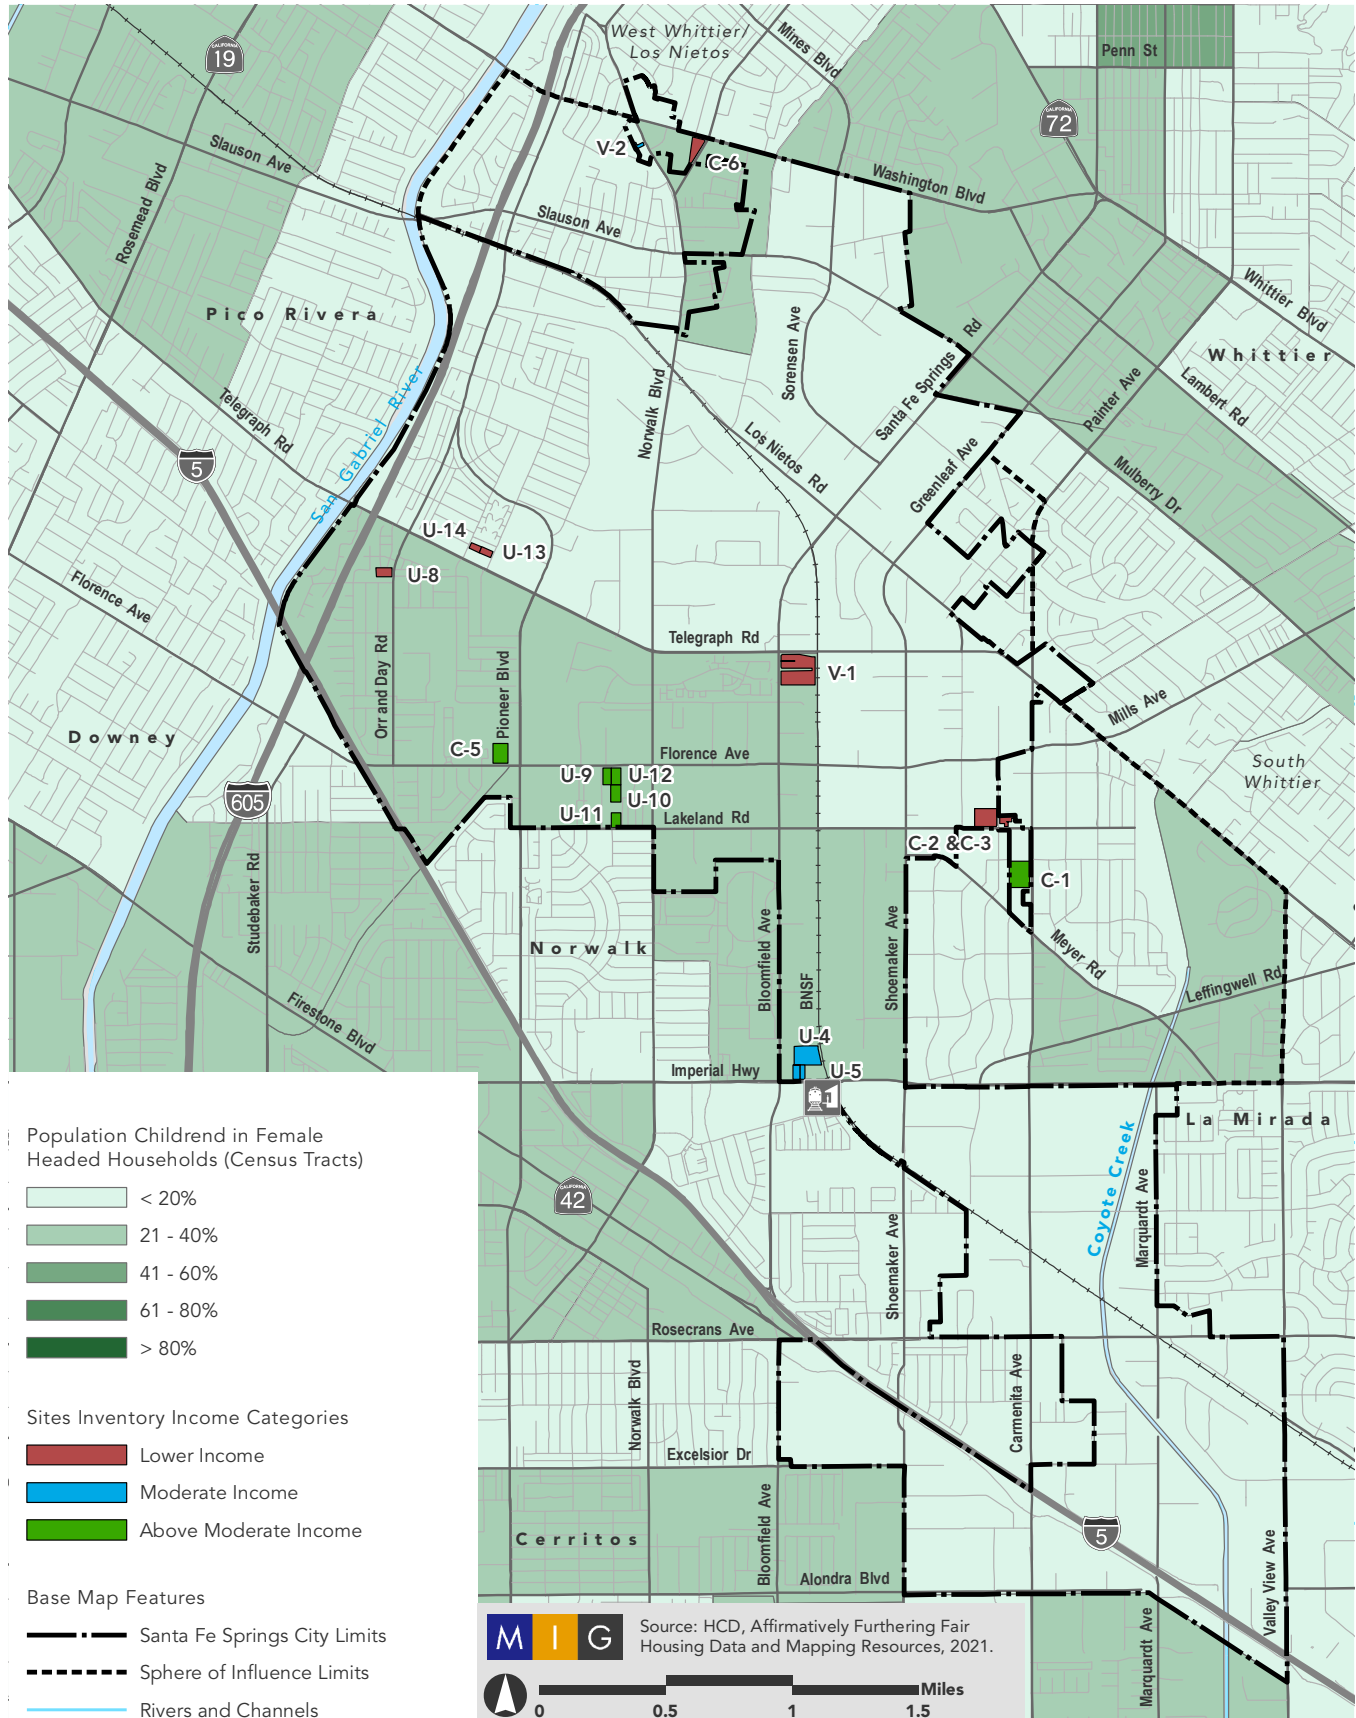 West Whittier/
Los Nietos
Mines Blvd
Penn St
CALIFORNIA
19
CALIFORNIA
72
V-2
C-6
Slauson Ave
Washington Blvd
Rosemead Blvd
Slauson Ave
Whittier Blvd
Pico Rivera
Sorensen Ave
Santa Fe Springs Rd
Whittier
Lambert Rd
Painter Ave
Telegraph Rd
San Gabriel River
Norwalk Blvd
Los Nietos Rd
Greenleaf Ave
Mulberry Dr
5
U-14
U-13
U-8
Florence Ave
Telegraph Rd
Orr and Day Rd
Pioneer Blvd
V-1
Mills Ave
Downey
C-5
Florence Ave
South
Whittier
U-9
U-12
U-10
605
U-11
Lakeland Rd
C-2 &C-3
C-1
Studebaker Rd
Norwalk
Bloomfield Ave
BNSF
Shoemaker Ave
Meyer Rd
Leffingwell Rd
Firestone Blvd
U-4
Imperial Hwy
U-5
La Mirada
Coyote Creek
Marquardt Ave
CALIFORNIA
42
Shoemaker Ave
Rosecrans Ave
Norwalk Blvd
Carmenita Ave
Excelsior Dr
Bloomfield Ave
Cerritos
5
Valley View Ave
Alondra Blvd
Marquardt Ave
Population Childrend in Female
Headed Households (Census Tracts)
< 20%
21 - 40%
41 - 60%
61 - 80%
> 80%
Sites Inventory Income Categories
Lower Income
Moderate Income
Above Moderate Income
Base Map Features
Santa Fe Springs City Limits
Sphere of Influence Limits
Rivers and Channels
M I G
Source: HCD, Affirmatively Furthering Fair
Housing Data and Mapping Resources, 2021.
Miles
0 0.5 1 1.5